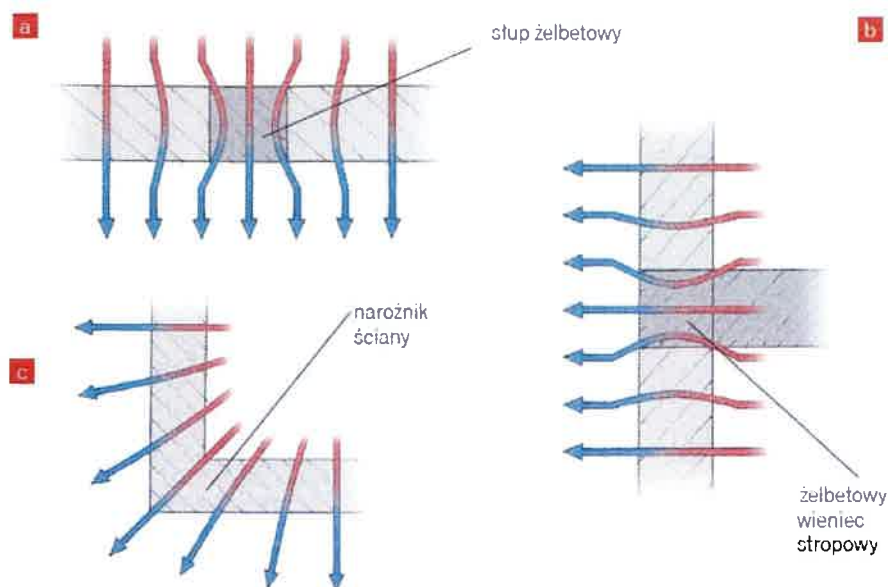 a
słup żelbetowy
b
narożnik
ściany
c
żelbetowy
wieniec
stropowy